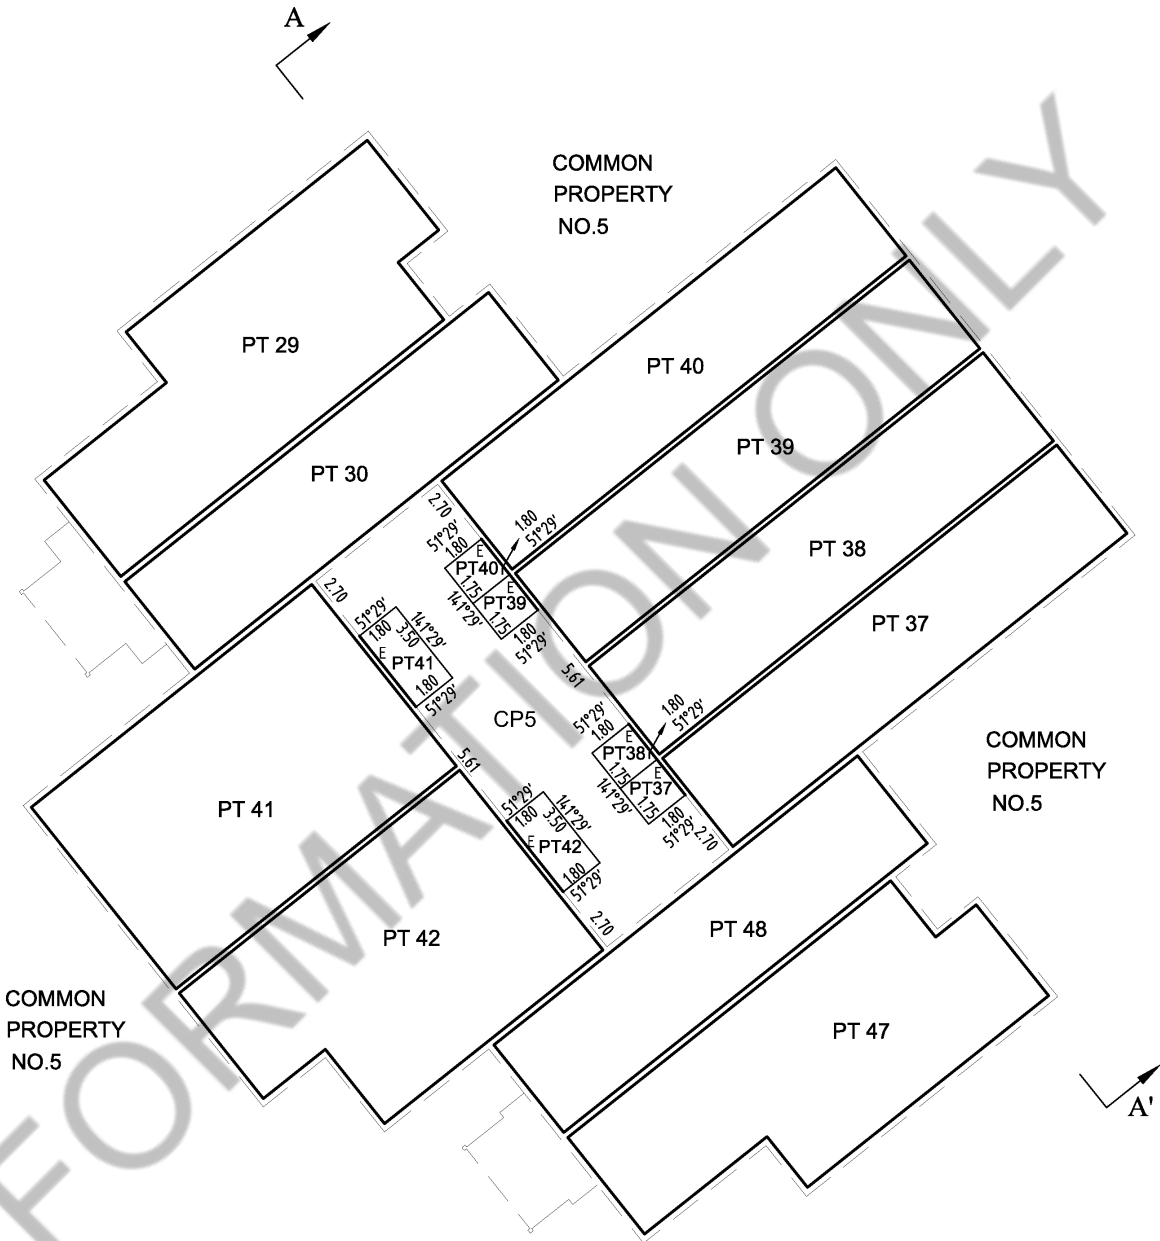 A
COMMON
PROPERTY
NO.5
PT 29
PT 40
PT 30
PT 39
2.70
1.80
51°29'
51°29'
1.80
E
PT40
1.75
141°29'
E
PT39
1.75
1.80
51°29'
PT 38
2.70
51°29'
1.80
141°29'
3.50
E
PT41
1.80
51°29'
PT 37
5.61
1.80
51°29'
CP5
51°29'
1.80
E
PT38
1.75
141°29'
E
PT37
1.75
1.80
51°29'
2.70
COMMON
PROPERTY
NO.5
5.61
PT 41
51°29'
1.80
141°29'
3.50
E
PT42
1.80
51°29'
2.70
PT 42
PT 48
COMMON
PROPERTY
NO.5
PT 47
A'
FORMATION ONLY